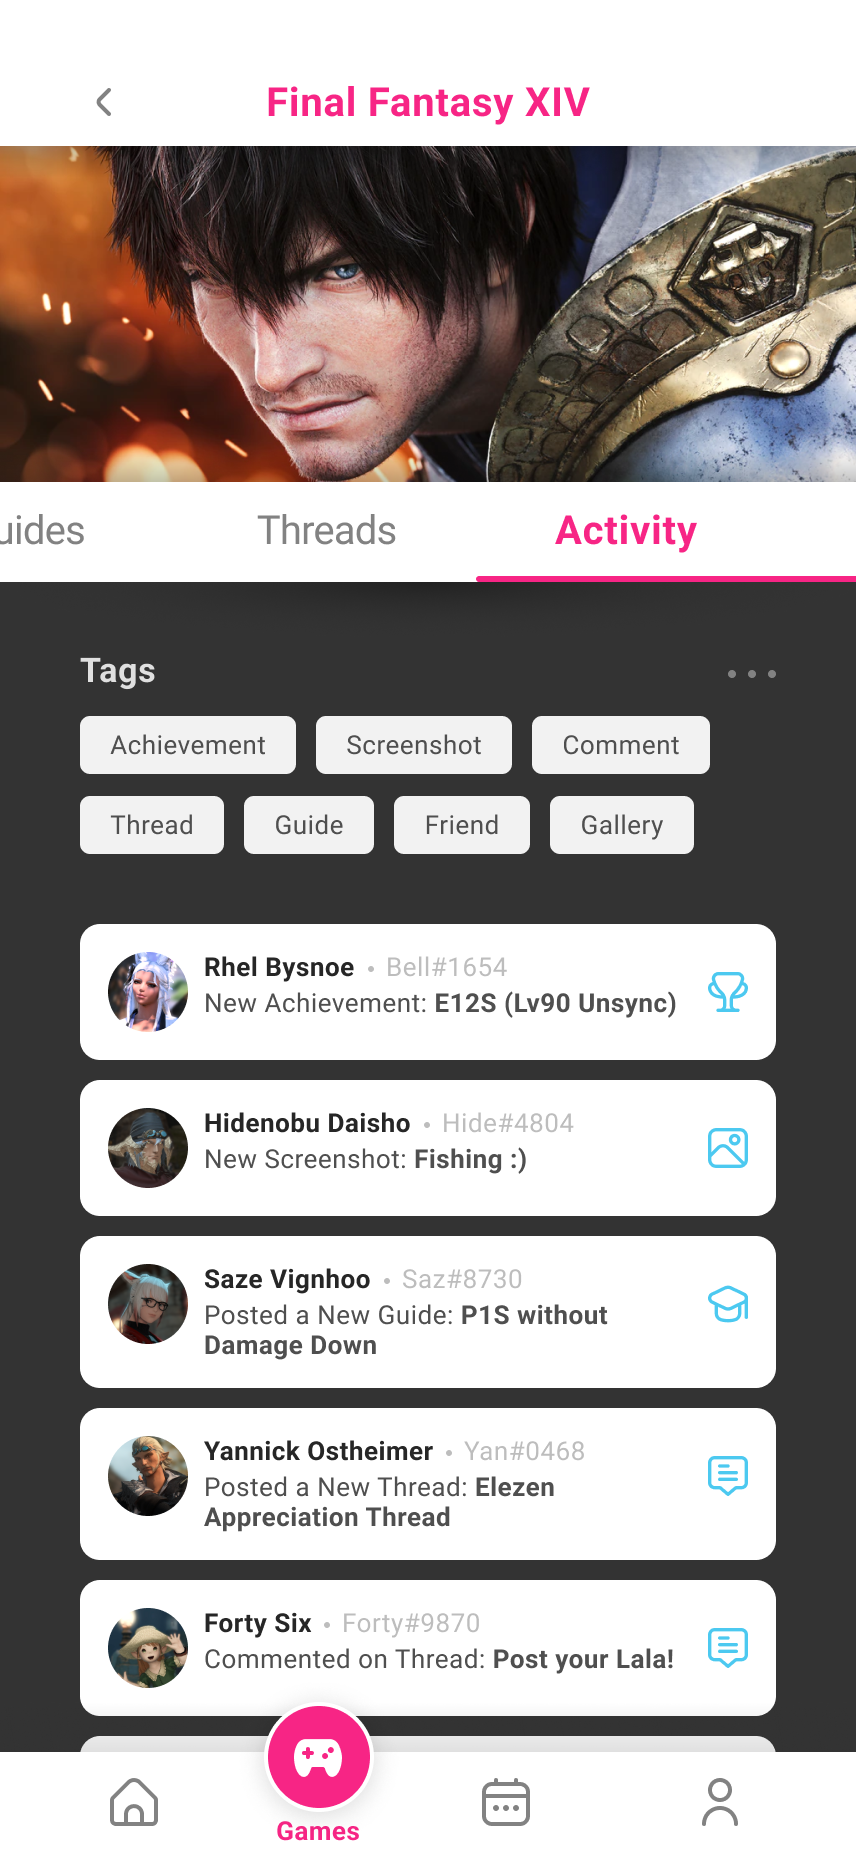 Final Fantasy XIV
uides Threads Activity
Tags
Achievement Screenshot Comment
Thread Guide Friend Gallery
Rhel Bysnoe • Bell#1654
New Achievement: E12S (Lv90 Unsync)
Hidenobu Daisho • Hide#4804
New Screenshot: Fishing :)
Saze Vignhoo • Saz#8730
Posted a New Guide: P1S without
Damage Down
Yannick Ostheimer • Yan#0468
Posted a New Thread: Elezen
Appreciation Thread
Forty Six • Forty#9870
Commented on Thread: Post your Lala!
Games